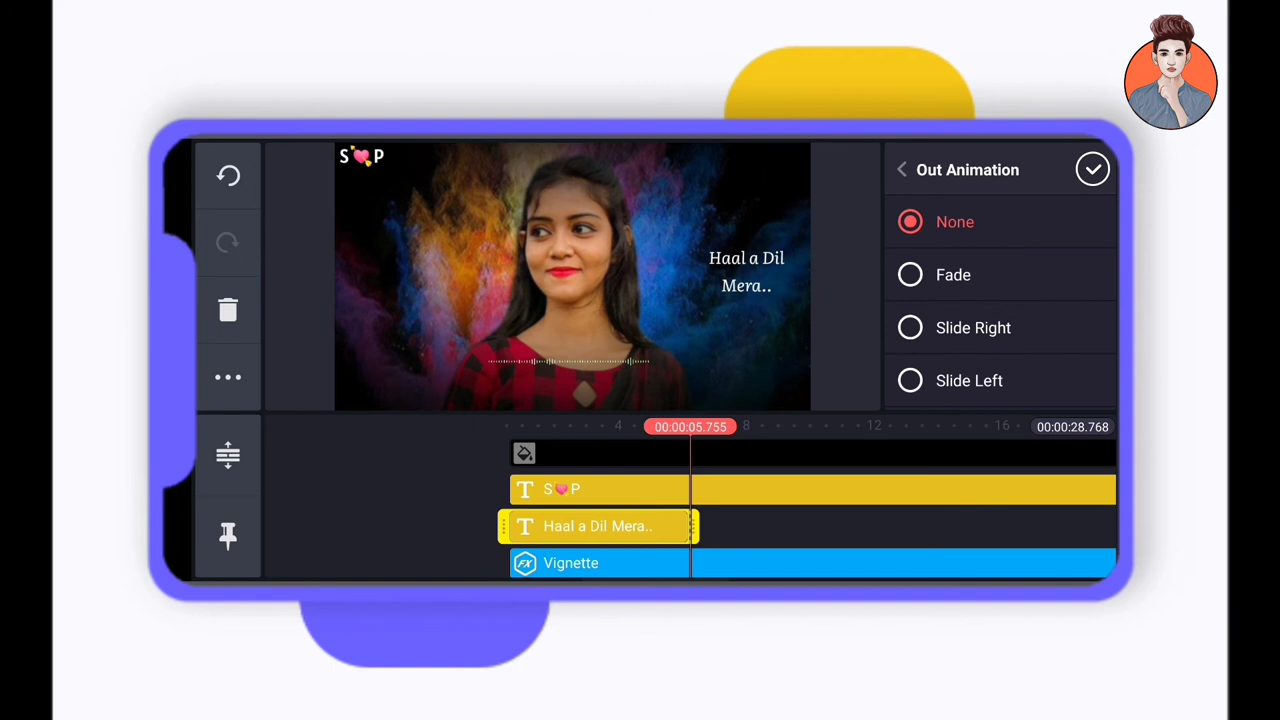 S💘P
Haal a Dil
Mera..
Out Animation
None
Fade
Slide Right
Slide Left
4
00:00:05.755
8
12
16
00:00:28.768
S💘P
Haal a Dil Mera..
FX Vignette